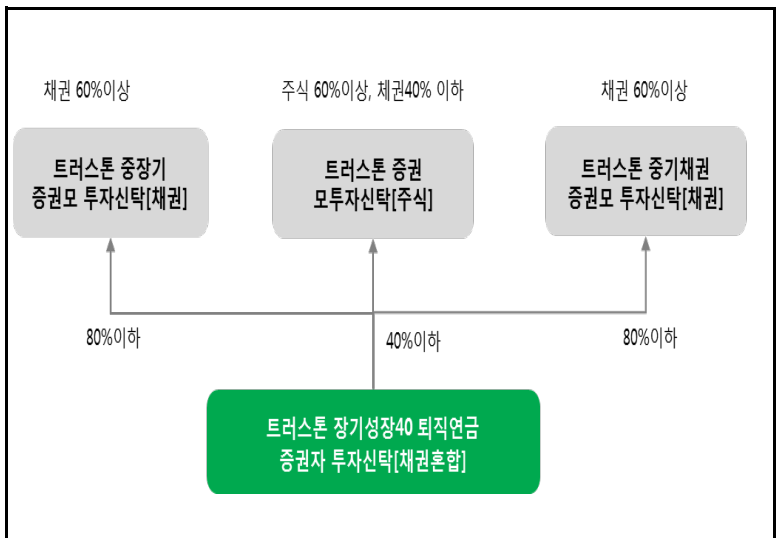 채권 60%이상
주식 60%이상, 체권40% 이하
채권 60%이상
트러스톤 중장기
증권모 투자신탁[채권]
트러스톤 증권
모투자신탁[주식]
트러스톤 중기채권
증권모 투자신탁[채권]
80%이하
40%이하
80%이하
트러스톤 장기성장40 퇴직연금
증권자 투자신탁[채권혼합]